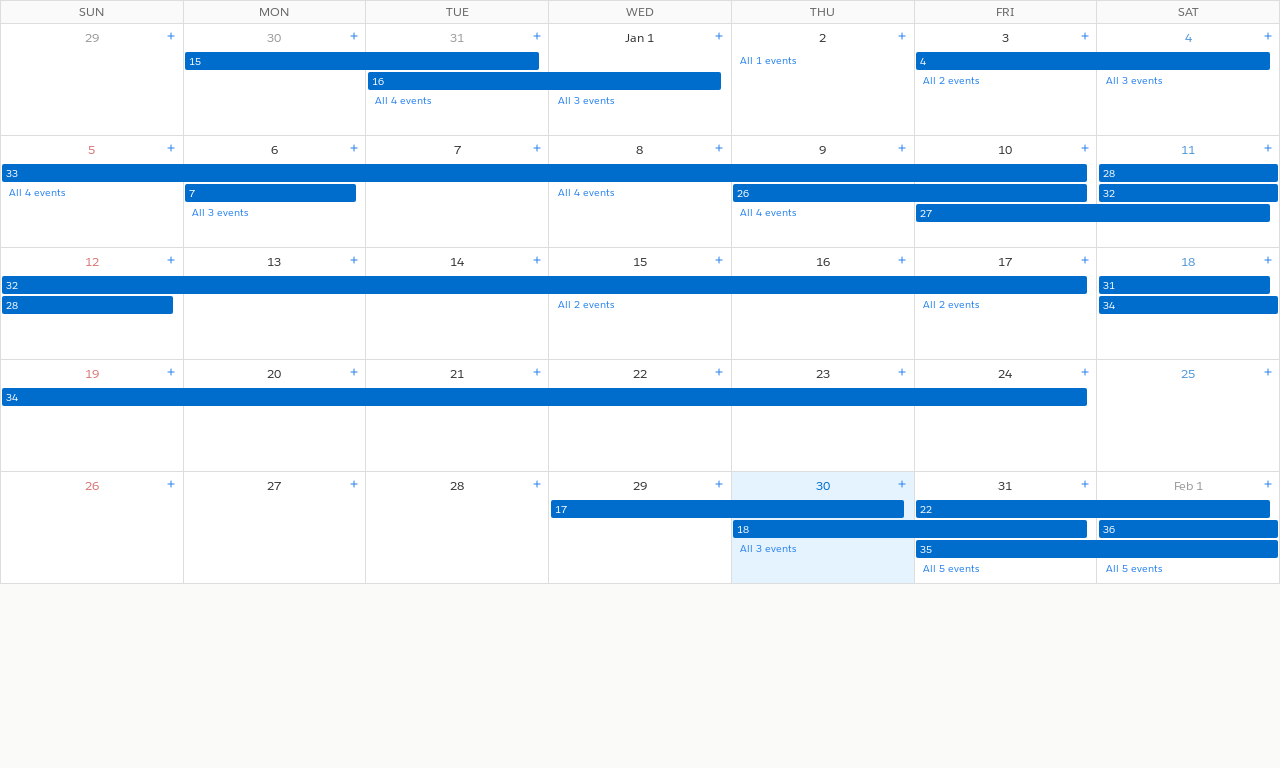 SUN MON TUE WED THU FRI SAT
29 + 30 + 31 + Jan 1 + 2 + 3 + 4 +
15 All 1 events 4
16 All 2 events All 3 events
All 4 events All 3 events
5 + 6 + 7 + 8 + 9 + 10 + 11 +
33 28
All 4 events 7 All 4 events 26 32
All 3 events All 4 events 27
12 + 13 + 14 + 15 + 16 + 17 + 18 +
32 31
28 All 2 events All 2 events 34
19 + 20 + 21 + 22 + 23 + 24 + 25 +
34
26 + 27 + 28 + 29 + 30 + 31 + Feb 1 +
17 22
18 36
All 3 events 35
All 5 events All 5 events